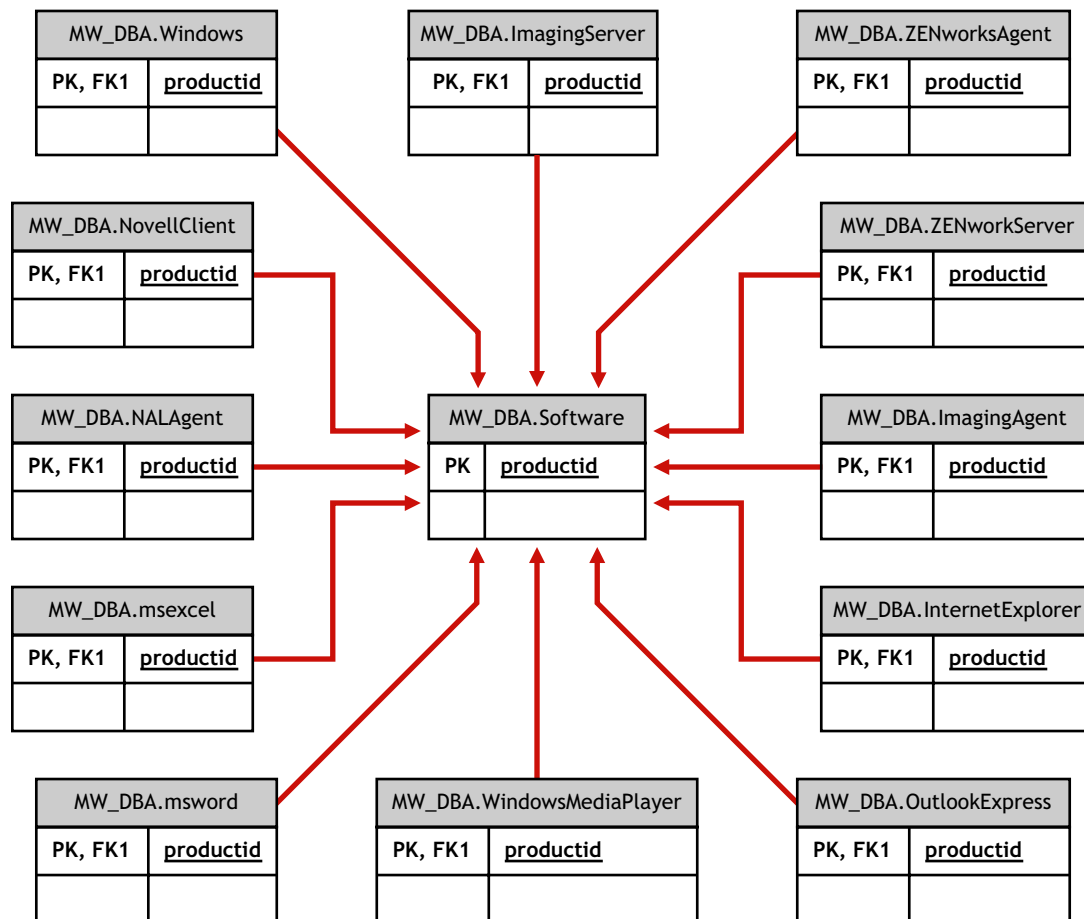 MW_DBA.Windows
PK, FK1 productid
MW_DBA.ImagingServer
PK, FK1 productid
MW_DBA.ZENworksAgent
PK, FK1 productid
MW_DBA.NovellClient
PK, FK1 productid
MW_DBA.ZENworkServer
PK, FK1 productid
MW_DBA.NALAgent
PK, FK1 productid
MW_DBA.Software
PK productid
MW_DBA.ImagingAgent
PK, FK1 productid
MW_DBA.msexcel
PK, FK1 productid
MW_DBA.InternetExplorer
PK, FK1 productid
MW_DBA.msword
PK, FK1 productid
MW_DBA.WindowsMediaPlayer
PK, FK1 productid
MW_DBA.OutlookExpress
PK, FK1 productid